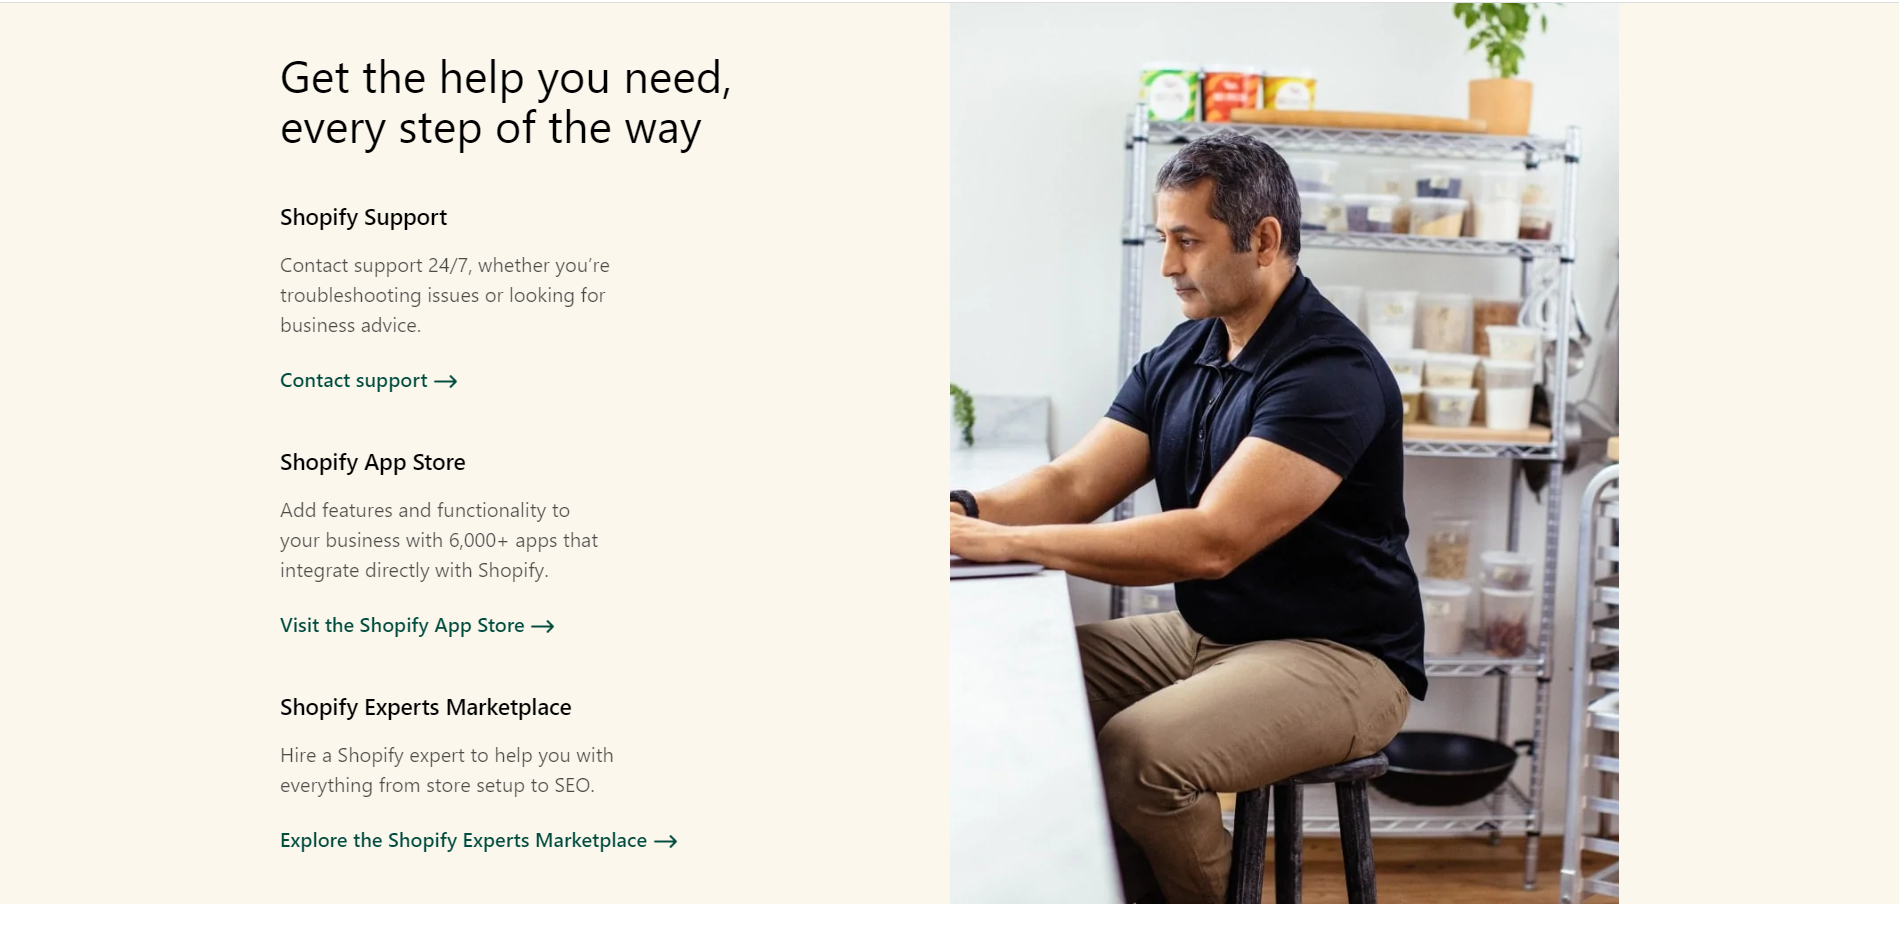 Get the help you need,
every step of the way
Shopify Support
Contact support 24/7, whether you’re
troubleshooting issues or looking for
business advice.
Contact support →
Shopify App Store
Add features and functionality to
your business with 6,000+ apps that
integrate directly with Shopify.
Visit the Shopify App Store →
Shopify Experts Marketplace
Hire a Shopify expert to help you with
everything from store setup to SEO.
Explore the Shopify Experts Marketplace →